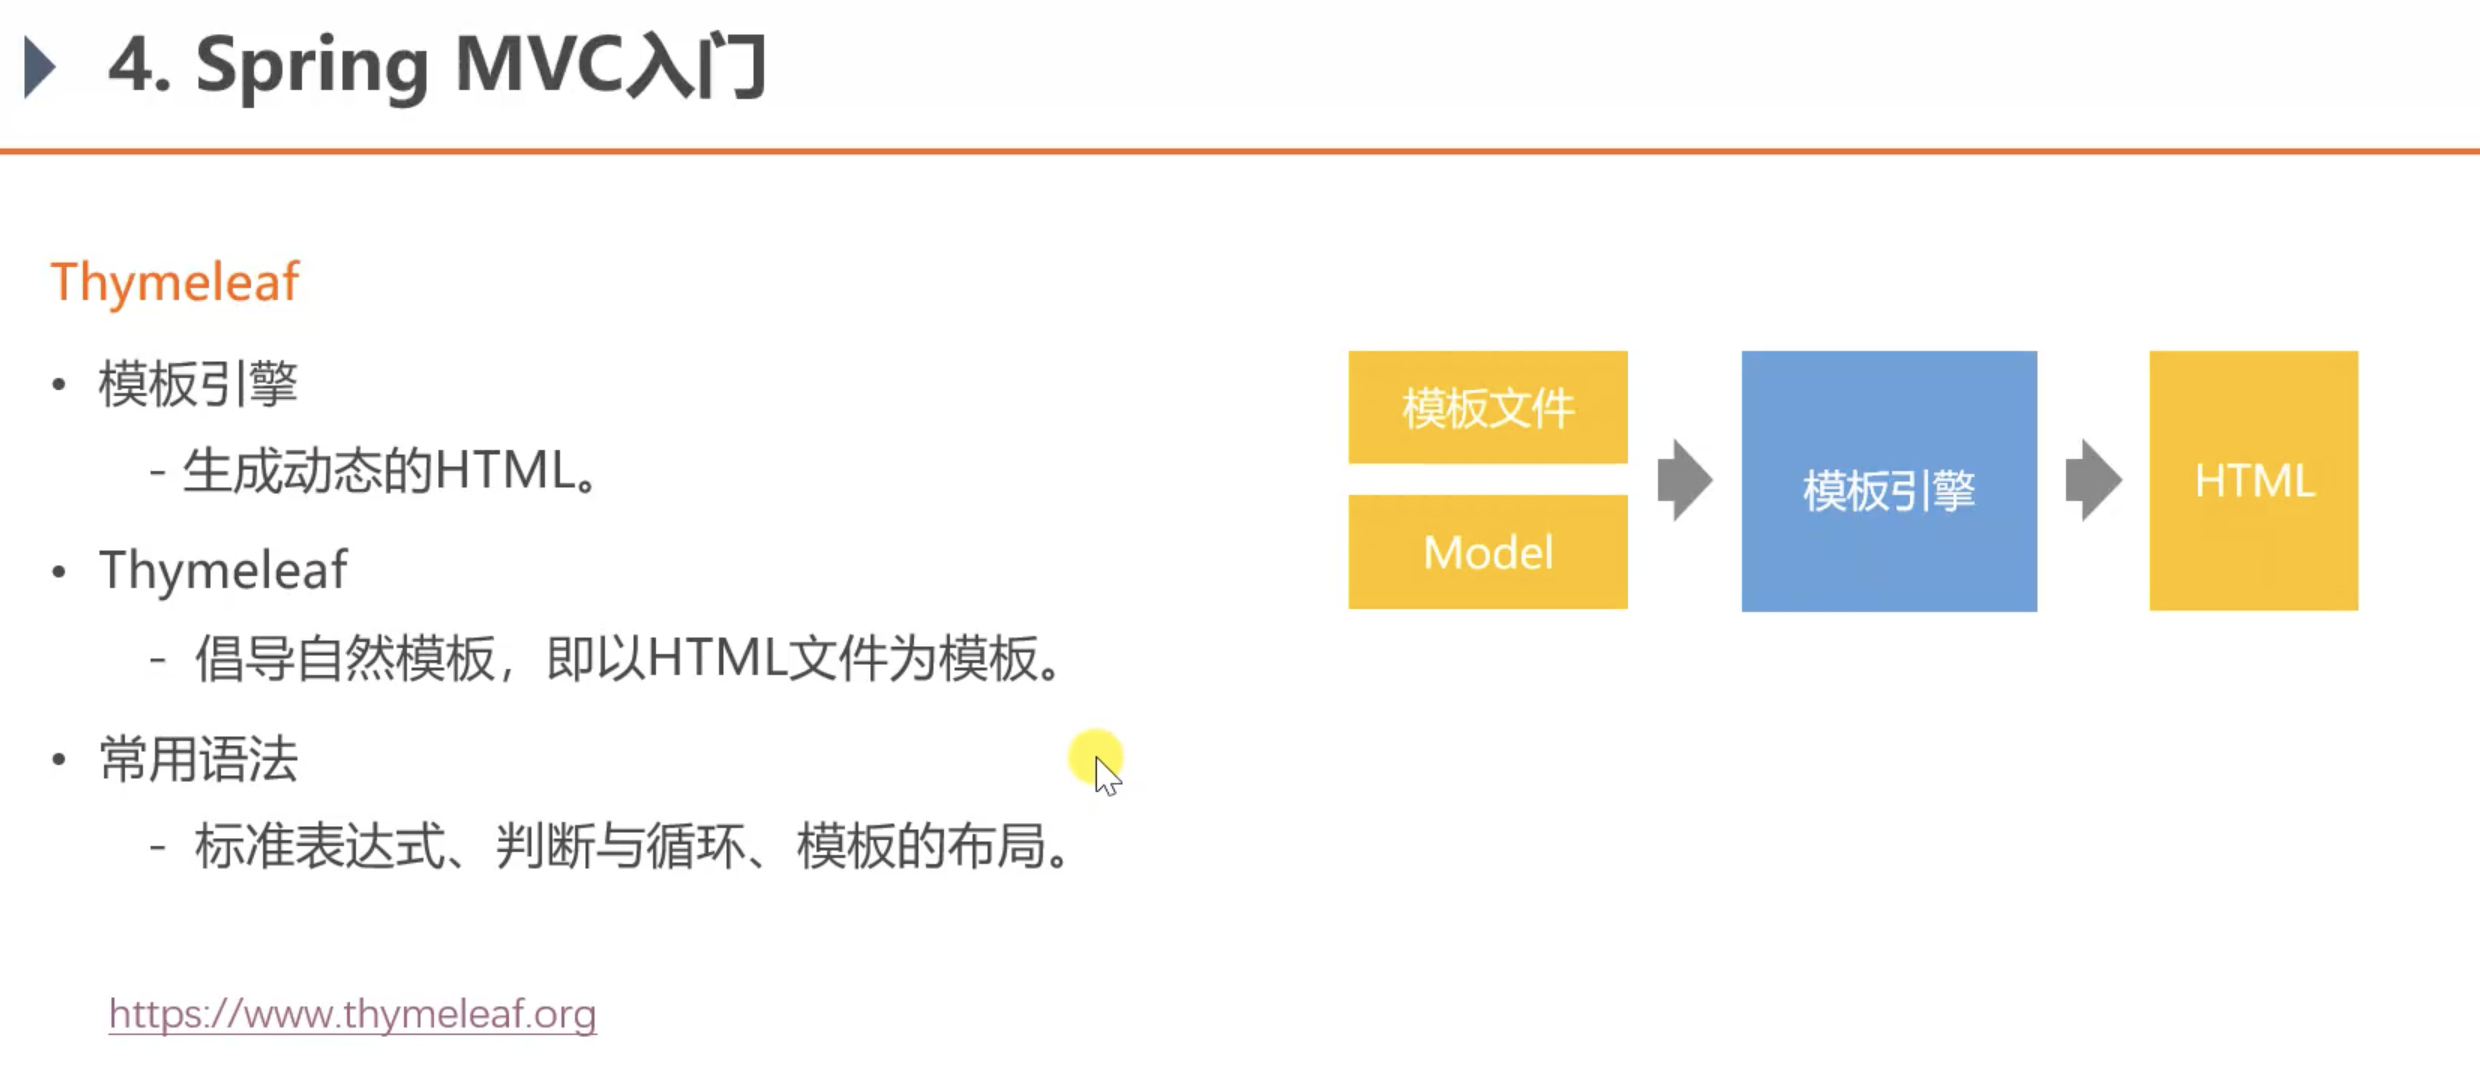 4. Spring MVC入门
Thymeleaf
• 模板引擎
- 生成动态的HTML。
• Thymeleaf
- 倡导自然模板，即以HTML文件为模板。
• 常用语法
- 标准表达式、判断与循环、模板的布局。
https://www.thymeleaf.org
模板文件
Model
模板引擎
HTML